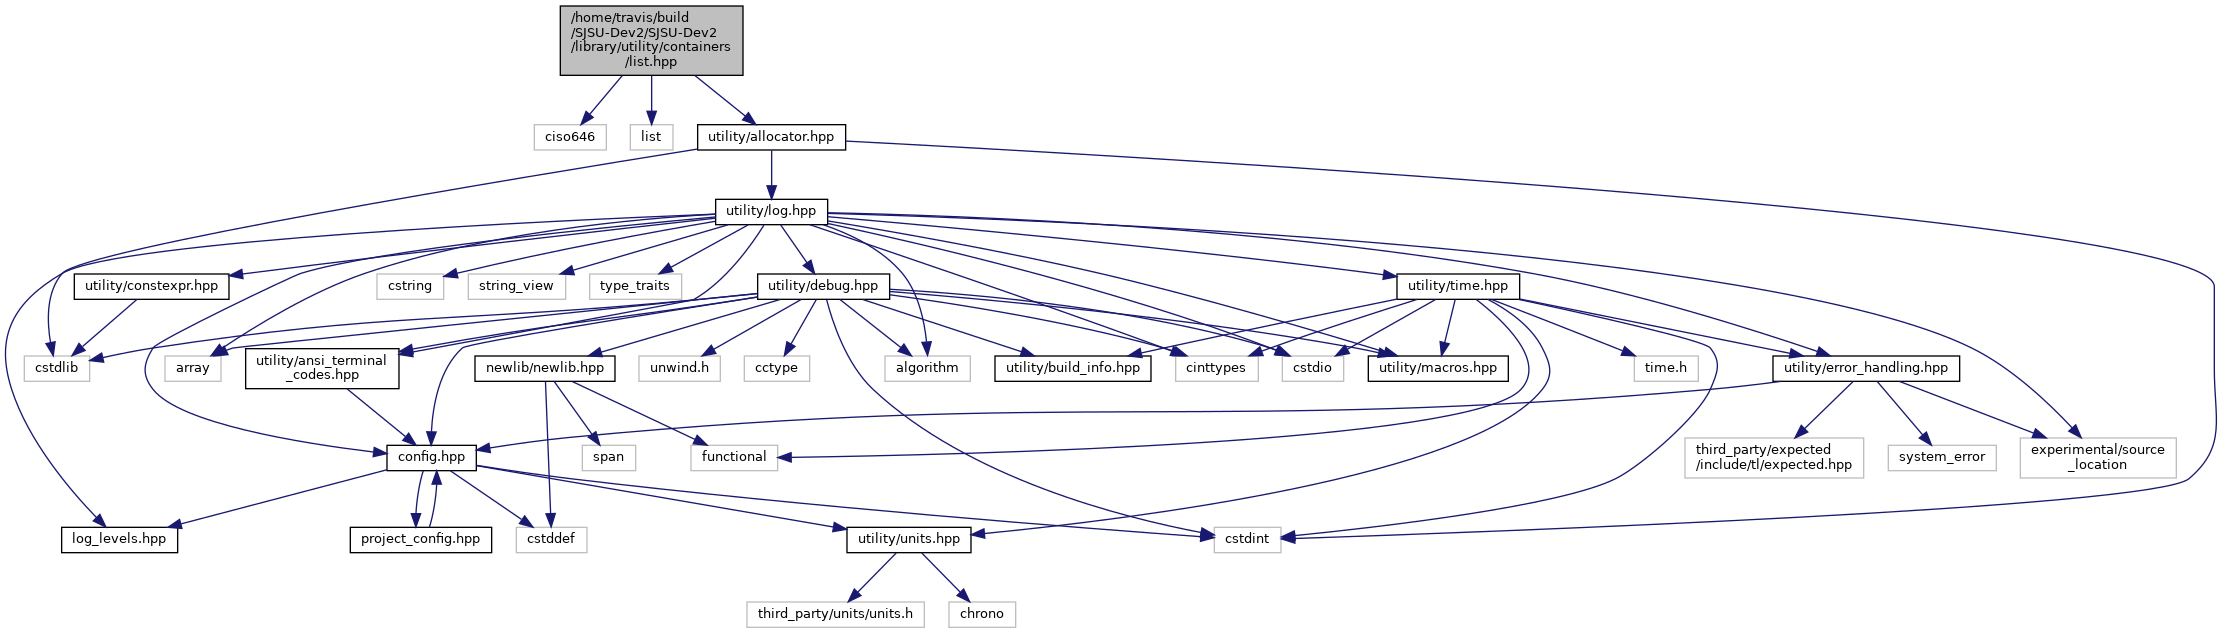 /home/travis/build
/SJSU-Dev2/SJSU-Dev2
/library/utility/containers
/list.hpp
ciso646
list
utility/allocator.hpp
utility/log.hpp
utility/constexpr.hpp
cstring
string_view
type_traits
utility/debug.hpp
utility/time.hpp
cstdlib
array
utility/ansi_terminal
_codes.hpp
newlib/newlib.hpp
unwind.h
cctype
algorithm
utility/build_info.hpp
cinttypes
cstdio
utility/macros.hpp
time.h
utility/error_handling.hpp
config.hpp
span
functional
third_party/expected
/include/tl/expected.hpp
system_error
experimental/source
_location
log_levels.hpp
project_config.hpp
cstddef
utility/units.hpp
cstdint
third_party/units/units.h
chrono